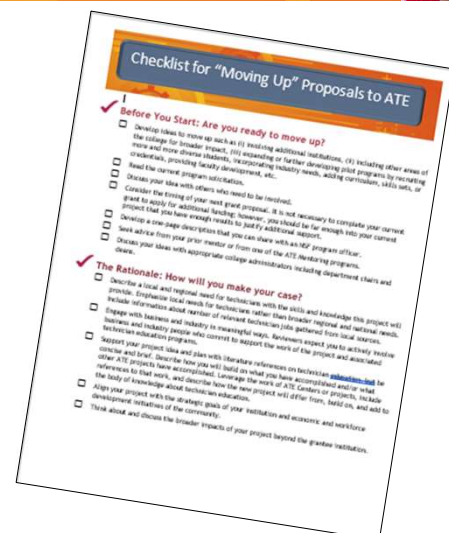 Checklist for "Moving Up" Proposals to ATE
Before You Start: Are you ready to move up?
Develop ideas to move up such as (i) involving additional institutions, (ii) including other areas of
the college for broader impact, (iii) expanding or further developing pilot programs by recruiting
more and more diverse students, incorporating industry needs, adding curriculum, skills sets, or
credentials, providing faculty development, etc.
Read the current program solicitation.
Discuss your idea with others who need to be involved.
Consider the timing of your next grant proposal. It is not necessary to complete your current
grant to apply for additional funding; however, you should be far enough into your current
project that you have enough results to justify additional support.
Develop a one-page description that you can share with an NSF program officer.
Seek advice from your prior mentor or from one of the ATE Mentoring programs.
Discuss your ideas with appropriate college administrators including department chairs and
deans.
The Rationale: How will you make your case?
Describe a local and regional need for technicians with the skills and knowledge this project will
provide. Emphasize local needs for technicians rather than broader regional and national needs.
Include information about number of relevant technician jobs gathered from local sources.
Engage with business and industry in meaningful ways. Reviewers expect you to actively involve
business and industry people who commit to support the work of the project and associated
technician education programs.
Support your project idea and plan with literature references on technician be
concise and brief. Describe how you will build on what you have accomplished and/or what
other ATE projects have accomplished. Leverage the work of ATE Centers or projects, include
references to that work, and describe how the new project will differ from, build on, and add to
the body of knowledge about technician education.
Align your project with the strategic goals of your institution and economic and workforce
development initiatives of the community.
Think about and discuss the broader impacts of your project beyond the grantee institution.